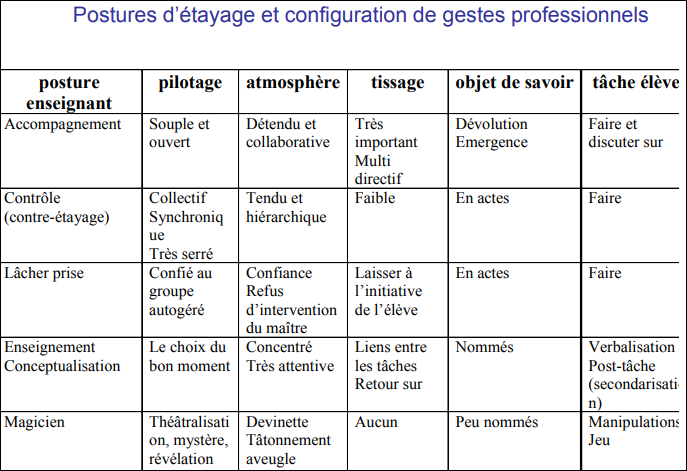 Postures d'étayage et configuration de gestes professionnels
posture enseignant | pilotage | atmosphère | tissage | objet de savoir | tâche élève
Accompagnement | Souple et ouvert | Détendu et collaborative | Très important Multi directif | Dévolution Emergence | Faire et discuter sur
Contrôle (contre-étayage) | Collectif Synchroniq ue Très serré | Tendu et hiérarchique | Faible | En actes | Faire
Lâcher prise | Confié au groupe autogéré | Confiance Refus d'intervention du maître | Laisser à l'initiative de l'élève | En actes | Faire
Enseignement Conceptualisation | Le choix du bon moment | Concentré Très attentive | Liens entre les tâches Retour sur | Nommés | Verbalisation Post-tâche (secondarisatio n)
Magicien | Théâtralisati on, mystère, révélation | Devinette Tâtonnement aveugle | Aucun | Peu nommés | Manipulations Jeu